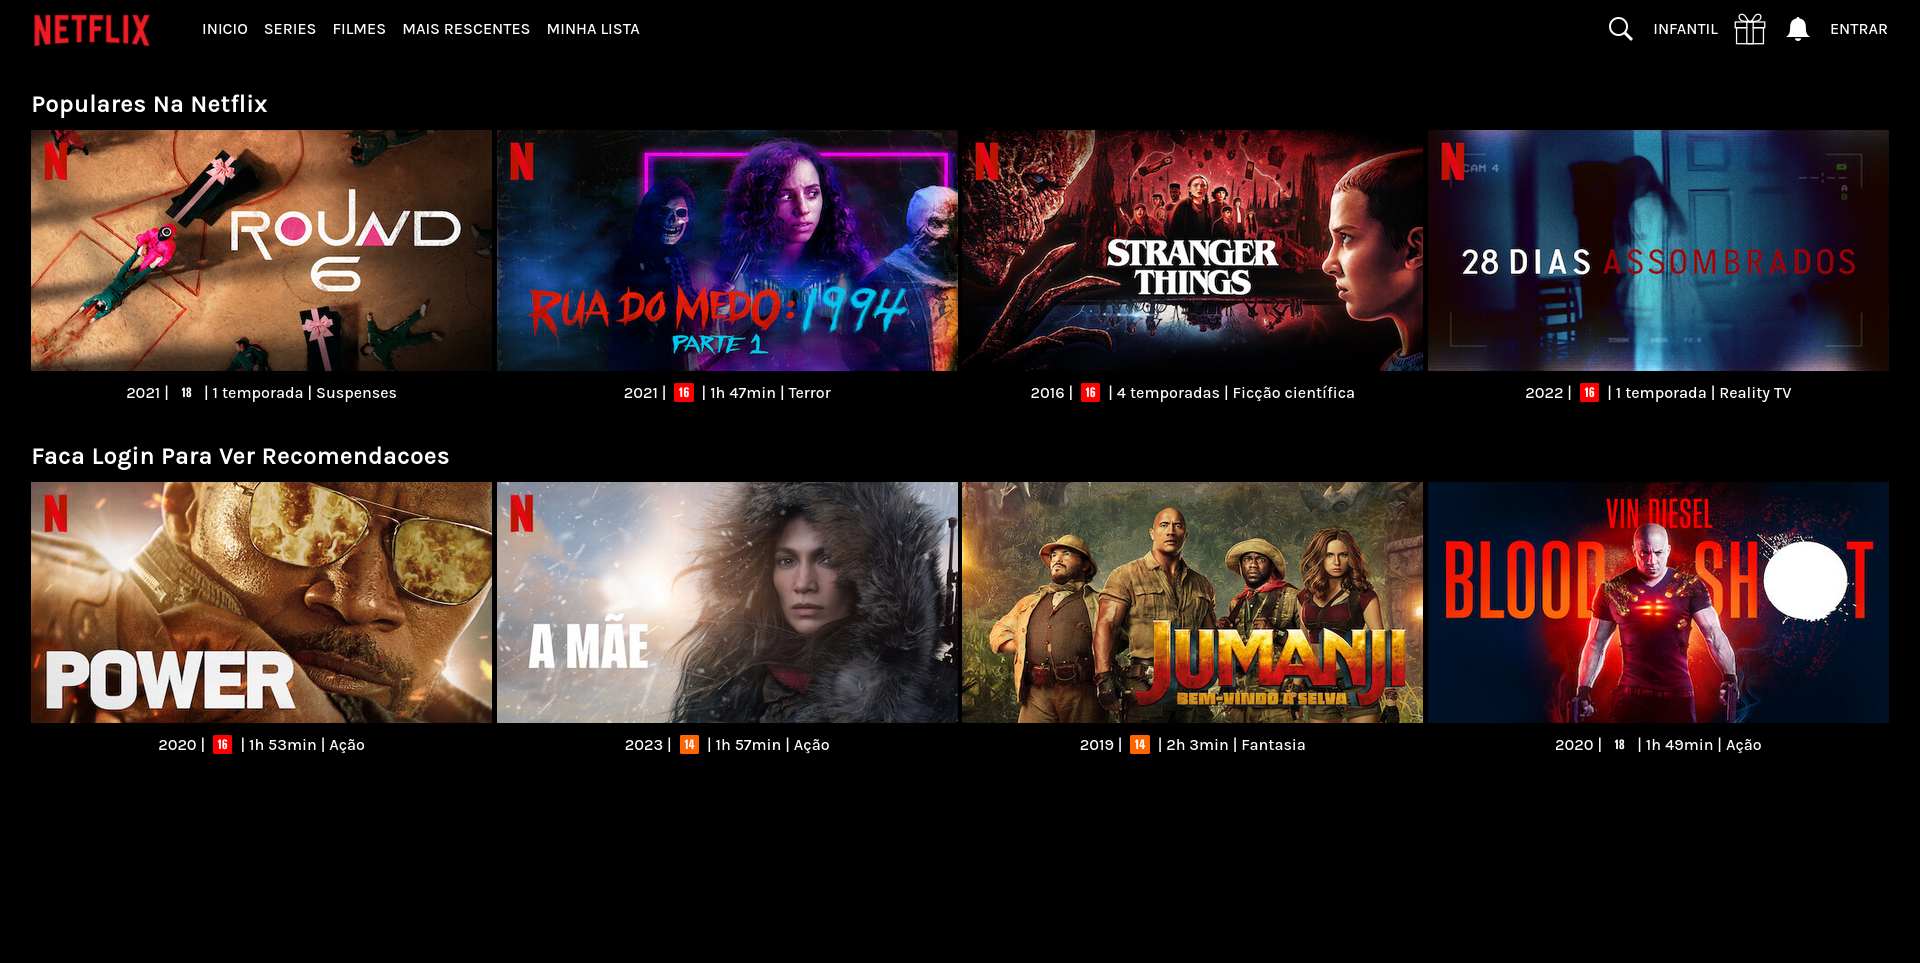 NETFLIX INICIO SERIES FILMES MAIS RESCENTES MINHA LISTA INFANTIL ENTRAR
Populares Na Netflix
N
ROUND
6
2021 | 18 | 1 temporada | Suspenses
N
RUA DO MEDO: 1994
PARTE 1
2021 | 16 | 1h 47min | Terror
N
STRANGER
THINGS
2016 | 16 | 4 temporadas | Ficção científica
N
CAM 4
A
B
28 DIAS ASSOMBRADOS
2022 | 16 | 1 temporada | Reality TV
Faca Login Para Ver Recomendacoes
N
POWER
2020 | 16 | 1h 53min | Ação
N
A MÃE
2023 | 14 | 1h 57min | Ação
JUMANJI
BEM-VINDO À SELVA
2019 | 14 | 2h 3min | Fantasia
VIN DIESEL
BLOODSHOT
2020 | 18 | 1h 49min | Ação